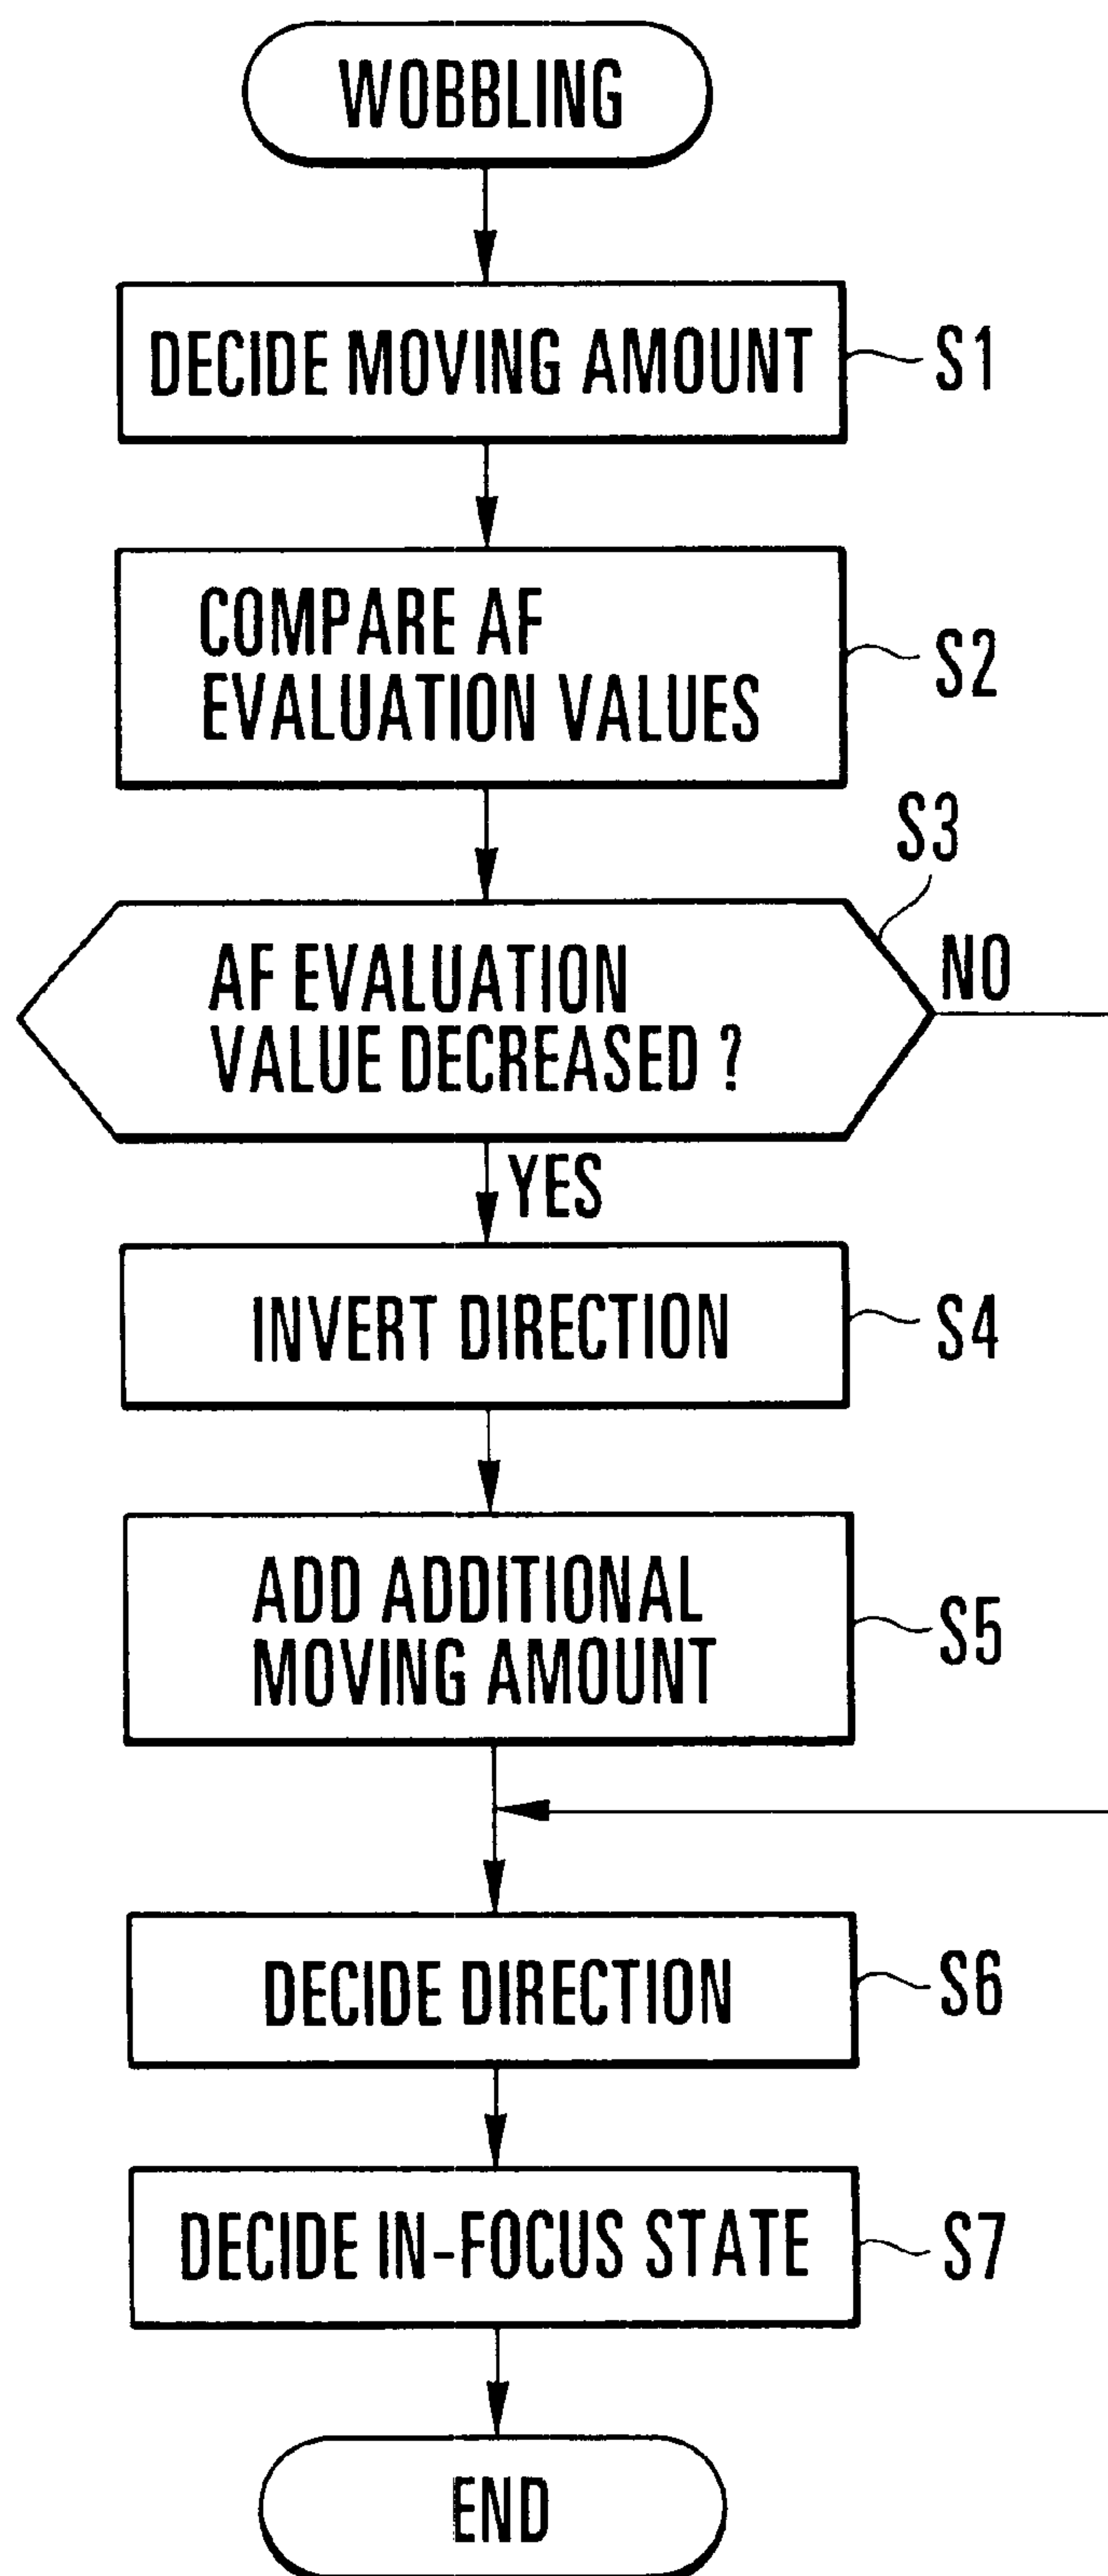 WOBBLING
DECIDE MOVING AMOUNT
S1
COMPARE AF
EVALUATION VALUES
S2
S3
AF EVALUATION
VALUE DECREASED ?
NO
YES
INVERT DIRECTION
S4
ADD ADDITIONAL
MOVING AMOUNT
S5
DECIDE DIRECTION
S6
DECIDE IN-FOCUS STATE
S7
END